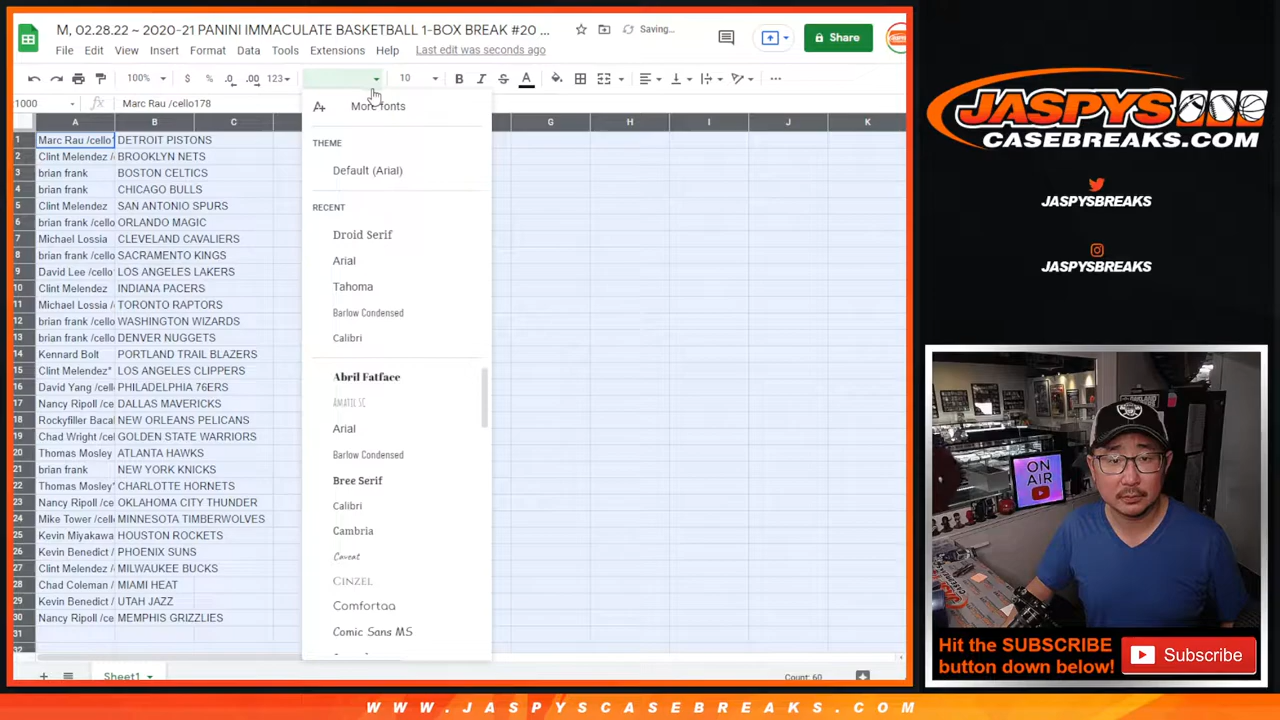 M, 02.28.22 ~ 2020-21 PANINI IMMACULATE BASKETBALL 1-BOX BREAK #20 ...
Saving...
File Edit View Insert Format Data Tools Extensions Help Last edit was seconds ago
Share
100% $ % .0 .00 123 10 B I S A
1000 fx Marc Rau /cello178
A B C G H I J K
1 Marc Rau /cello1 DETROIT PISTONS
2 Clint Melendez / BROOKLYN NETS
3 brian frank BOSTON CELTICS
4 brian frank CHICAGO BULLS
5 Clint Melendez SAN ANTONIO SPURS
6 brian frank /cello ORLANDO MAGIC
7 Michael Lossia CLEVELAND CAVALIERS
8 brian frank /cello SACRAMENTO KINGS
9 David Lee /cello LOS ANGELES LAKERS
10 Clint Melendez INDIANA PACERS
11 Michael Lossia / TORONTO RAPTORS
12 brian frank /cello WASHINGTON WIZARDS
13 brian frank /cello DENVER NUGGETS
14 Kennard Bolt PORTLAND TRAIL BLAZERS
15 Clint Melendez* LOS ANGELES CLIPPERS
16 David Yang /cell PHILADELPHIA 76ERS
17 Nancy Ripoll /ce DALLAS MAVERICKS
18 Rockyfiller Bacal NEW ORLEANS PELICANS
19 Chad Wright /cel GOLDEN STATE WARRIORS
20 Thomas Mosley ATLANTA HAWKS
21 brian frank NEW YORK KNICKS
22 Thomas Mosley* CHARLOTTE HORNETS
23 Nancy Ripoll /ce OKLAHOMA CITY THUNDER
24 Mike Tower /cell MINNESOTA TIMBERWOLVES
25 Kevin Miyakawa HOUSTON ROCKETS
26 Kevin Benedict / PHOENIX SUNS
27 Clint Melendez / MILWAUKEE BUCKS
28 Chad Coleman / MIAMI HEAT
29 Kevin Benedict / UTAH JAZZ
30 Nancy Ripoll /ce MEMPHIS GRIZZLIES
31
32
More fonts
THEME
Default (Arial)
RECENT
Droid Serif
Arial
Tahoma
Barlow Condensed
Calibri
Abril Fatface
Amatic SC
Arial
Barlow Condensed
Bree Serif
Calibri
Cambria
Caveat
CINZEL
Comfortaa
Comic Sans MS
Sheet1
Count: 60
JASPYS
CASEBREAKS.COM
JASPYSBREAKS
JASPYSBREAKS
ON
AIR
Hit the SUBSCRIBE
button down below!
Subscribe
WWW.JASPYSCASEBREAKS.COM